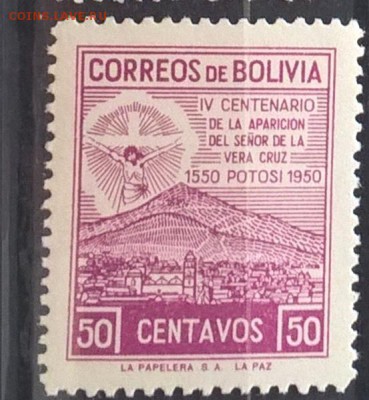 COINS.LAVE.RU
CORREOS DE BOLIVIA
IV CENTENARIO
DE LA APARICION
DEL SEÑOR DE LA
VERA CRUZ
1550 POTOSI 1950
50 CENTAVOS 50
LA PAPELERA S. A. LA PAZ